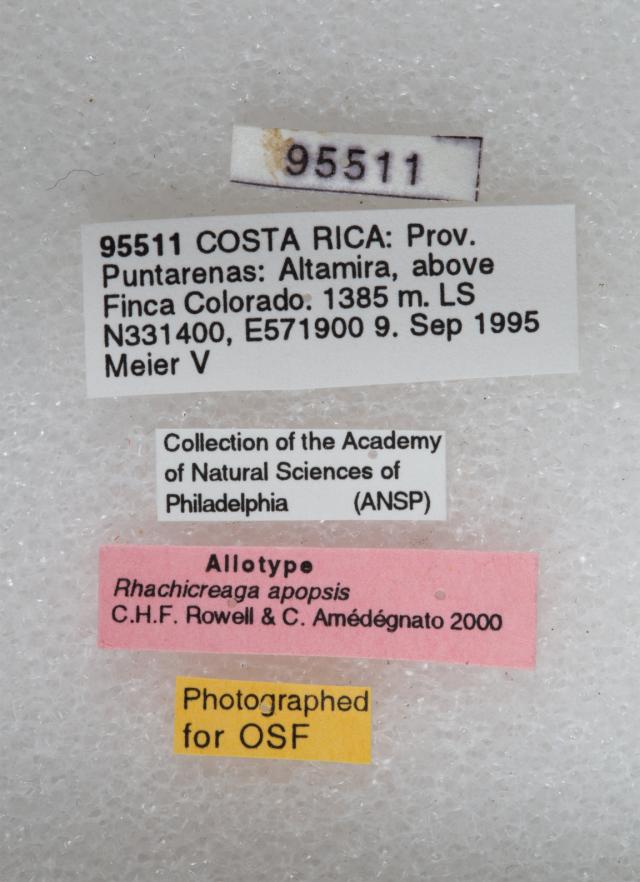 95511
95511 COSTA RICA: Prov.
Puntarenas: Altamira, above
Finca Colorado. 1385 m. LS
N331400, E571900 9. Sep 1995
Meier V
Collection of the Academy
of Natural Sciences of
Philadelphia (ANSP)
Allotype
Rhachicreaga apopsis
C.H.F. Rowell & C. Amédégnato 2000
Photographed
for OSF